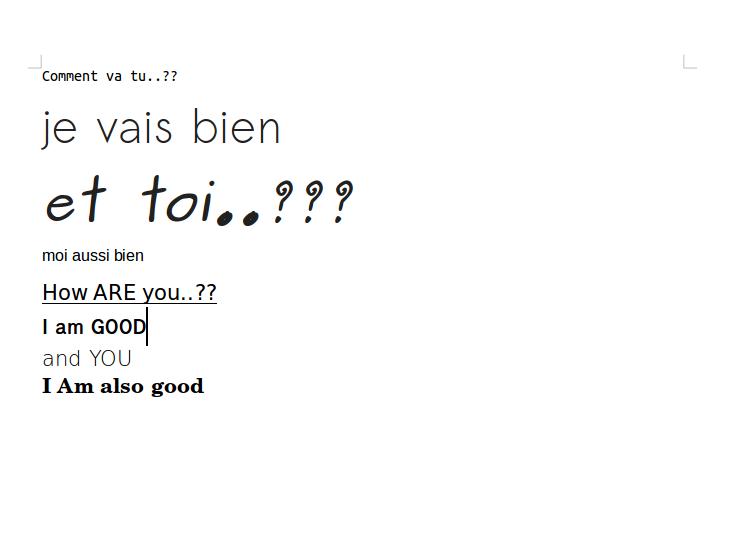 Comment va tu..??
je vais bien
et toi..???
moi aussi bien
How ARE you..??
I am GOOD
and YOU
I Am also good